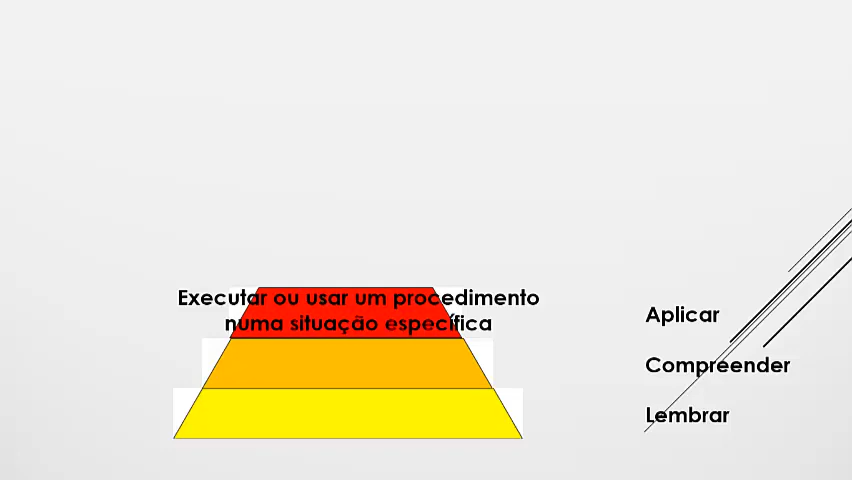 Executar ou usar um procedimento
numa situação específica
Aplicar
Compreender
Lembrar